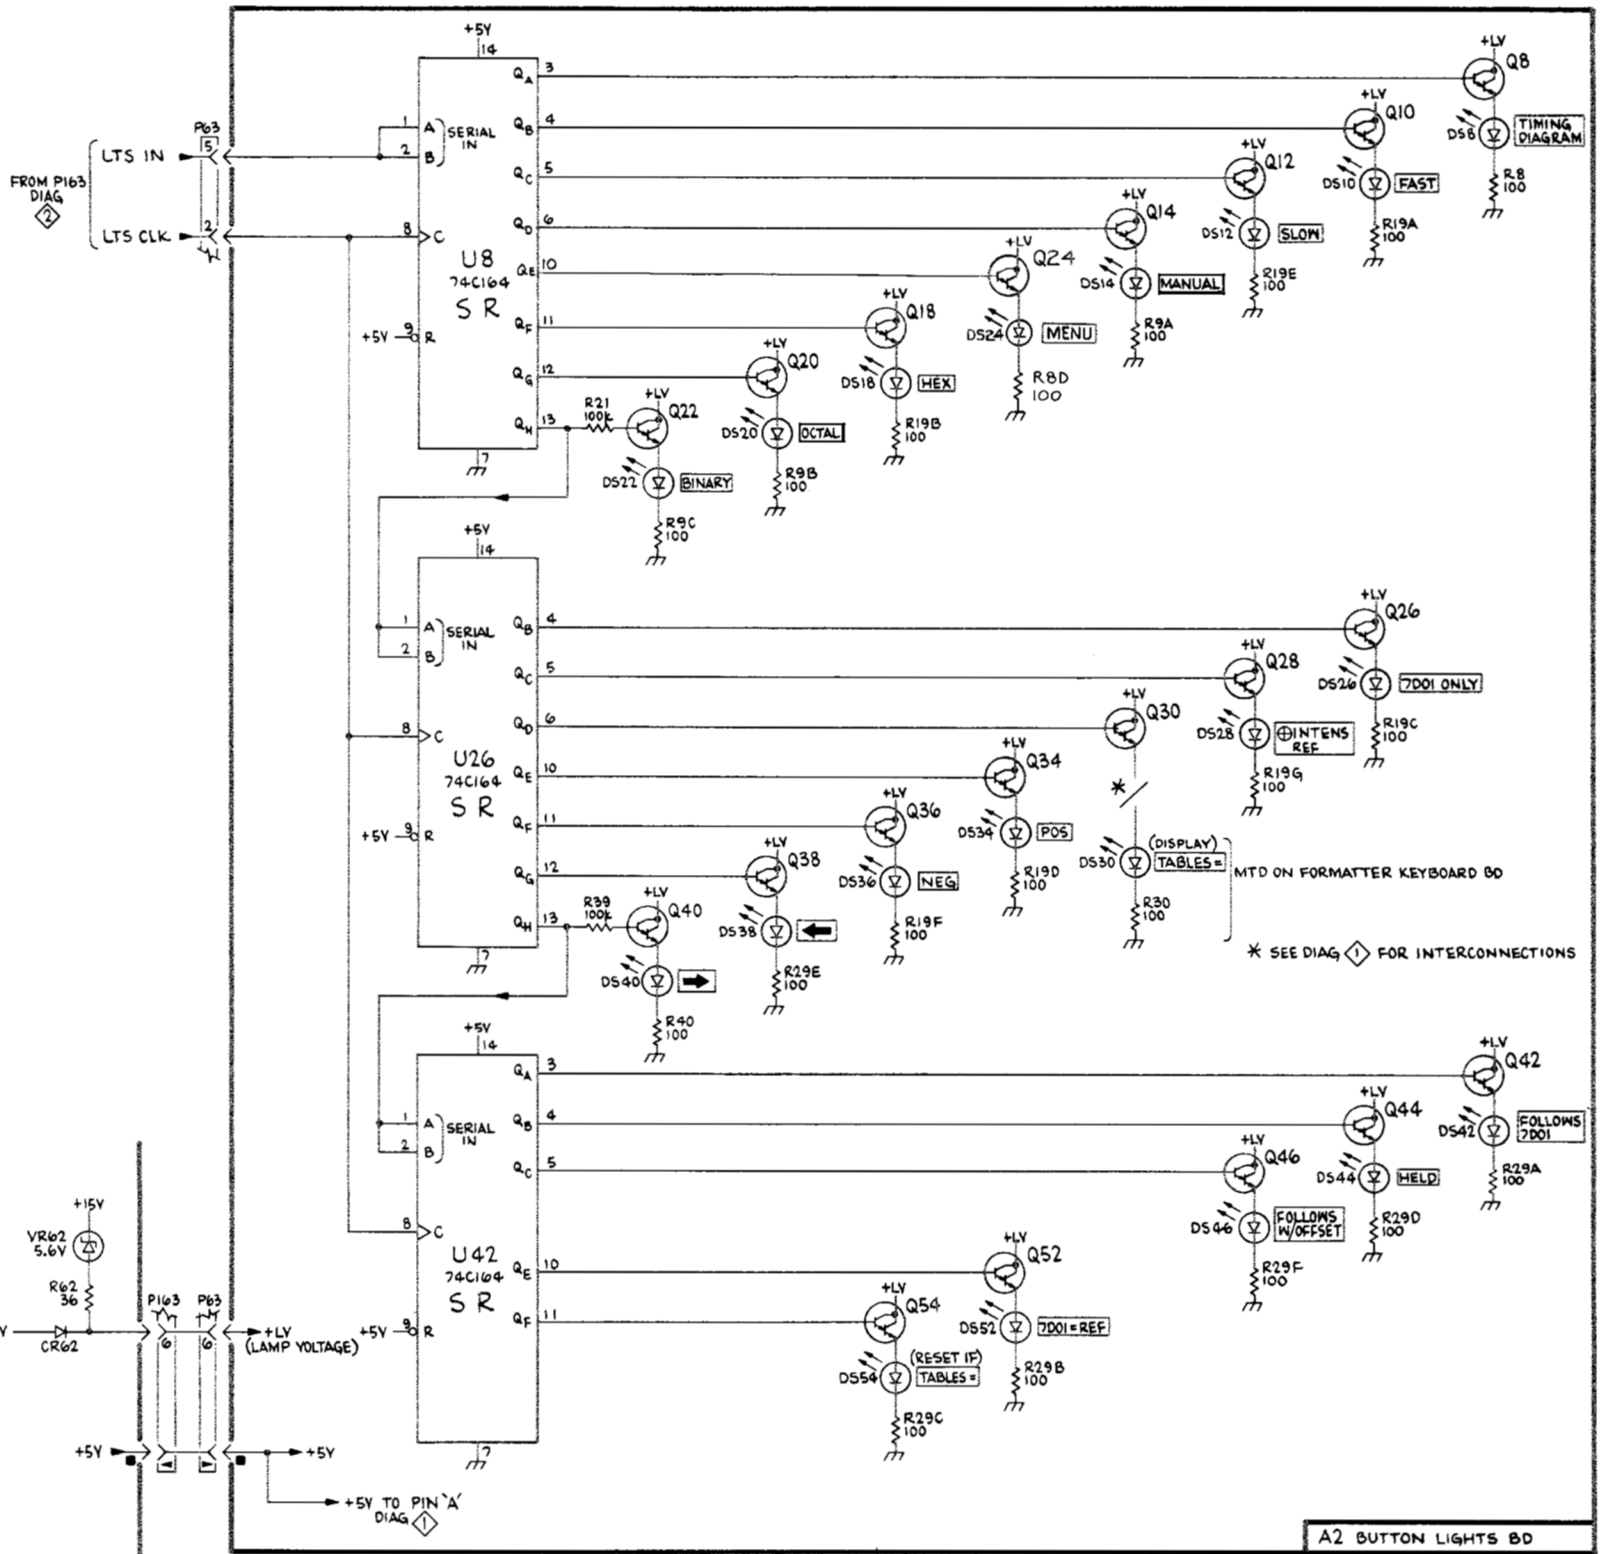 +5V
14
+LV
Q8
QA 3
+LV
Q10
DS8
TIMING
DIAGRAM
P63
1 A
SERIAL
IN
QB 4
+LV
Q12
5
LTS IN
2 B
DS10
FAST
R8
100
FROM P163
DIAG
2
QC 5
+LV
Q14
DS12
SLOW
R19A
100
LTS CLK
2
8 C
QD 6
+LV
Q24
U8
74C164
S R
QE 10
DS14
MANUAL
R19E
100
+LV
Q18
+5V
9 R
QF 11
DS24
MENU
R9A
100
+LV
Q20
QG 12
DS18
HEX
R8D
100
+LV
Q22
R21
100K
QH 13
DS20
OCTAL
R19B
100
7
DS22
BINARY
R9B
100
R9C
100
+5V
14
+LV
Q26
1 A
2 B
SERIAL
IN
QB 4
+LV
Q28
QC 5
DS26
7D01 ONLY
+LV
Q30
8 C
QD 6
DS28
⊕INTENS
REF
R19C
100
U26
74C164
S R
+LV
Q34
QE 10
*
R19G
100
+LV
Q36
+5V
9 R
QF 11
DS34
POS
+LV
Q38
(DISPLAY)
DS30
TABLES=
MTD ON FORMATTER KEYBOARD BD
QG 12
DS36
NEG
R19D
100
+LV
Q40
R39
100K
QH 13
DS38
R19F
100
R30
100
* SEE DIAG 1 FOR INTERCONNECTIONS
7
DS40
R29E
100
R40
100
+5V
14
+LV
Q42
QA 3
+LV
Q44
1 A
2 B
SERIAL
IN
QB 4
DS42
FOLLOWS
7D01
+LV
Q46
QC 5
DS44
HELD
R29A
100
+15V
VR62
5.6V
8 C
DS46
FOLLOWS
W/OFFSET
R29D
100
U42
74C164
S R
+LV
Q52
QE 10
R29F
100
R62
36
P163
P63
+LV
Q54
V
CR62
6
6
+LV
(LAMP VOLTAGE)
+5V
9 R
QF 11
DS52
7D01=REF
(RESET IF)
DS54
TABLES=
R29B
100
R29C
100
+5V
+5V
7
+5V TO PIN 'A'
DIAG 1
A2 BUTTON LIGHTS BD